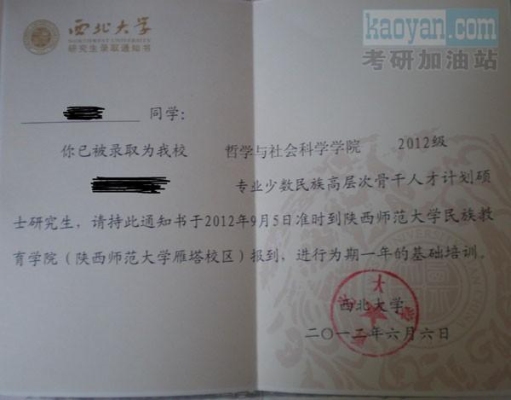 kaoyan.com
考研加油站
西北大学
研究生录取通知书
同学:
你已被录取为我校 哲学与社会科学学院 2012级
专业少数民族高层次骨干人才计划硕
士研究生,请持此通知书于2012年9月5日准时到陕西师范大学民族教
育学院(陕西师范大学雁塔校区)报到、进行为期一年的基础培训。
西北大学
二〇一二年六月六日